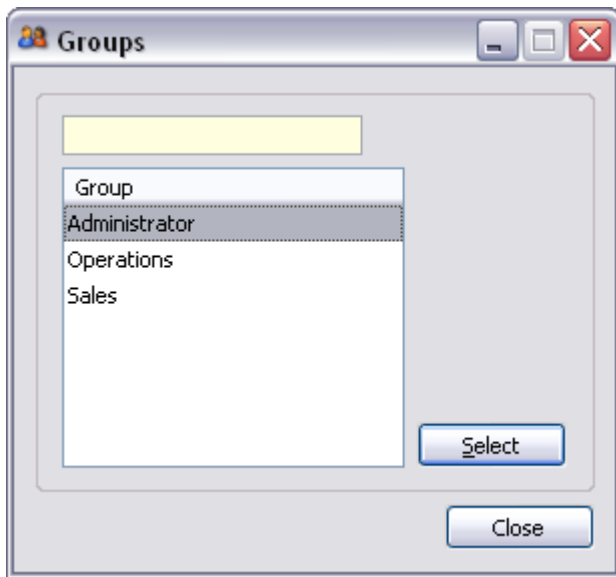 Groups
Group
Administrator
Operations
Sales
Select
Close